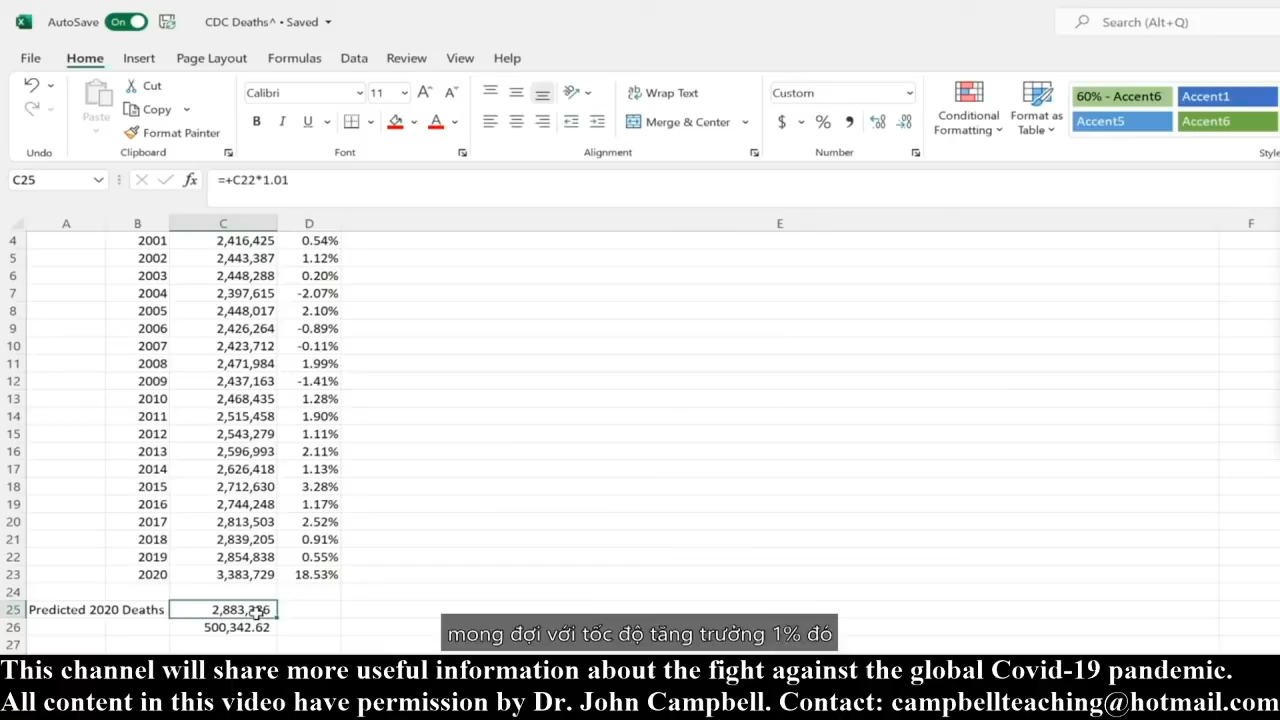 AutoSave On CDC Deaths^ • Saved Search (Alt+Q)
File Home Insert Page Layout Formulas Data Review View Help
Cut
Copy
Paste
Format Painter
Calibri 11 A^ A˅
B I U A
Wrap Text
Merge & Center
Custom
$ % 9
Conditional Formatting
Format as Table
60% - Accent6 Accent1
Accent5 Accent6
Undo Clipboard Font Alignment Number
C25 fx =+C22*1.01
A B C D E F
4 2001 2,416,425 0.54%
5 2002 2,443,387 1.12%
6 2003 2,448,288 0.20%
7 2004 2,397,615 -2.07%
8 2005 2,448,017 2.10%
9 2006 2,426,264 -0.89%
10 2007 2,423,712 -0.11%
11 2008 2,471,984 1.99%
12 2009 2,437,163 -1.41%
13 2010 2,468,435 1.28%
14 2011 2,515,458 1.90%
15 2012 2,543,279 1.11%
16 2013 2,596,993 2.11%
17 2014 2,626,418 1.13%
18 2015 2,712,630 3.28%
19 2016 2,744,248 1.17%
20 2017 2,813,503 2.52%
21 2018 2,839,205 0.91%
22 2019 2,854,838 0.55%
23 2020 3,383,729 18.53%
24
25 Predicted 2020 Deaths
26 500,342.62
27
mong đợi với tốc độ tăng trưởng 1% đó
This channel will share more useful information about the fight against the global Covid-19 pandemic.
All content in this video have permission by Dr. John Campbell. Contact: campbellteaching@hotmail.com